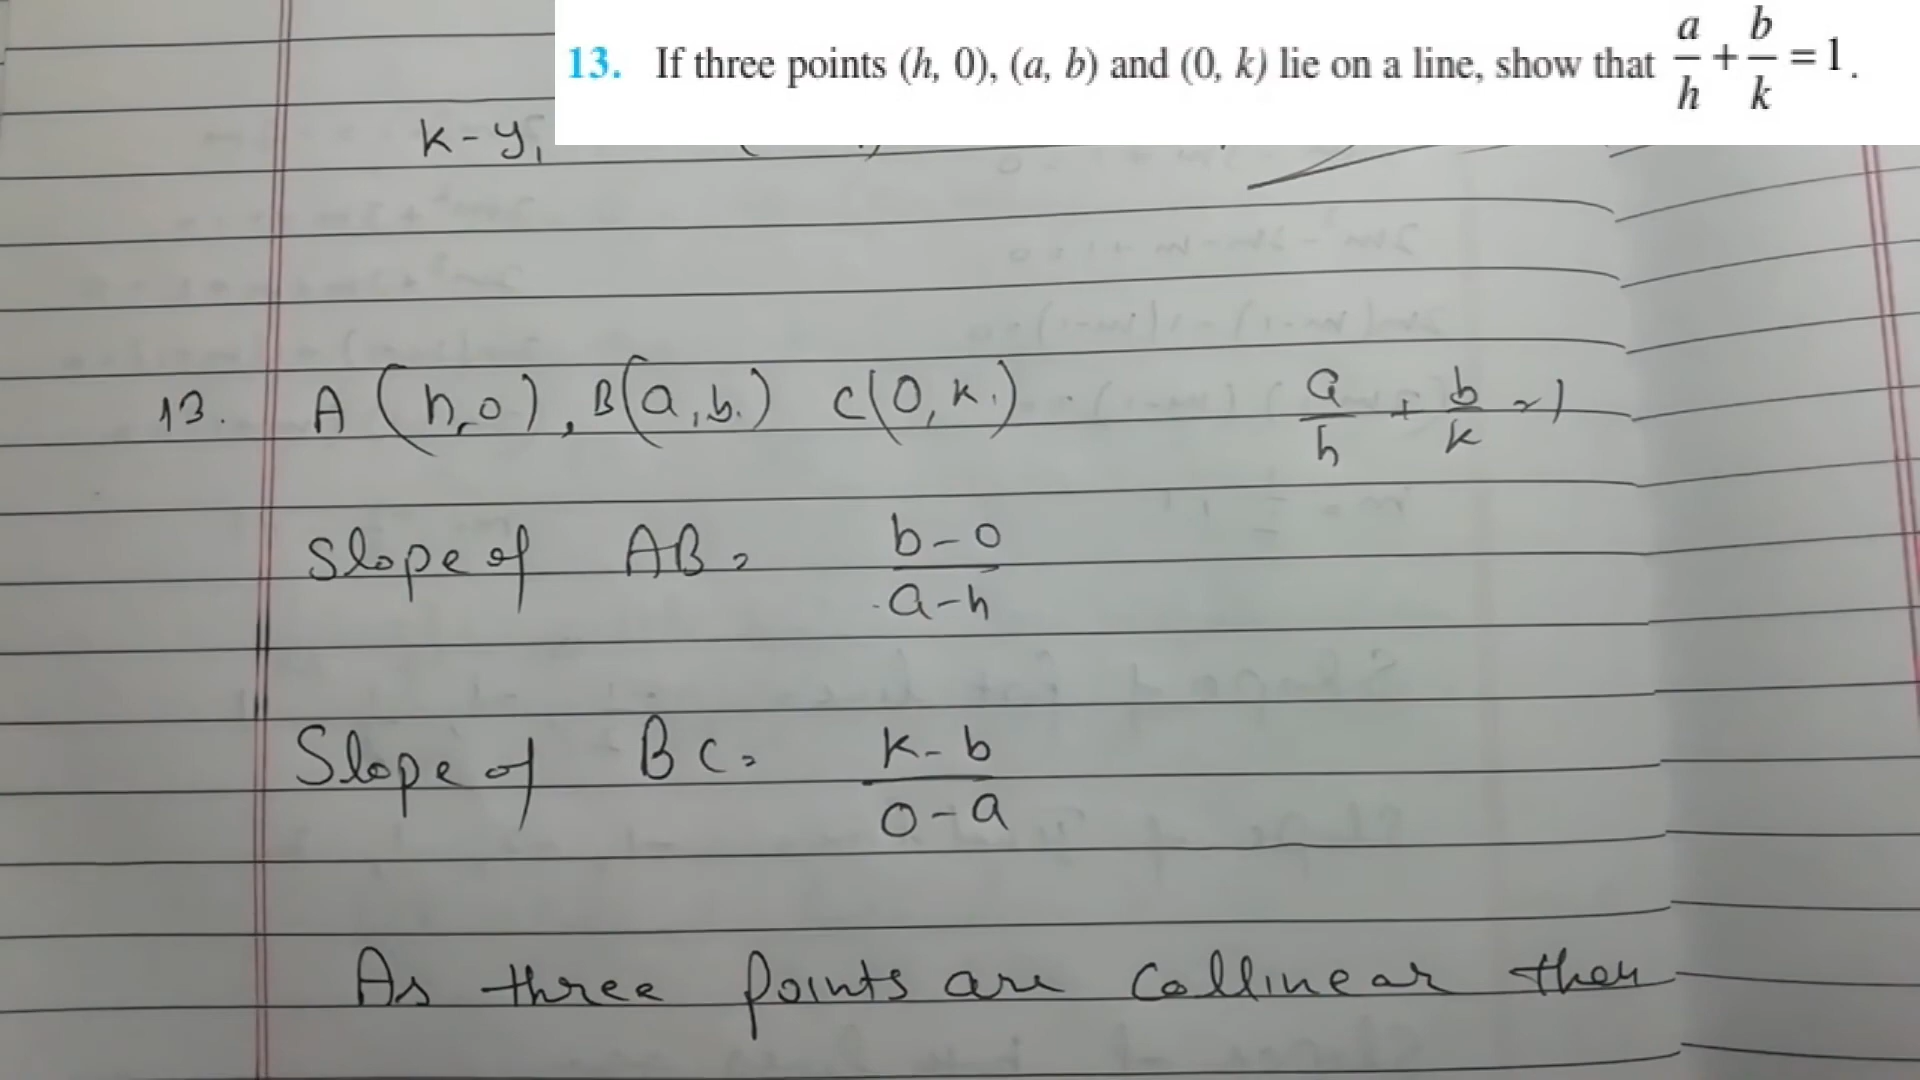 13. If three points (h, 0), (a, b) and (0, k) lie on a line, show that a/h + b/k = 1.
k - y₁
13. A (h, 0), B(a, b) C(0, k) a/h + b/k = 1
Slope of AB = b-0/a-h
Slope of BC = k-b/0-a
As three points are collinear then